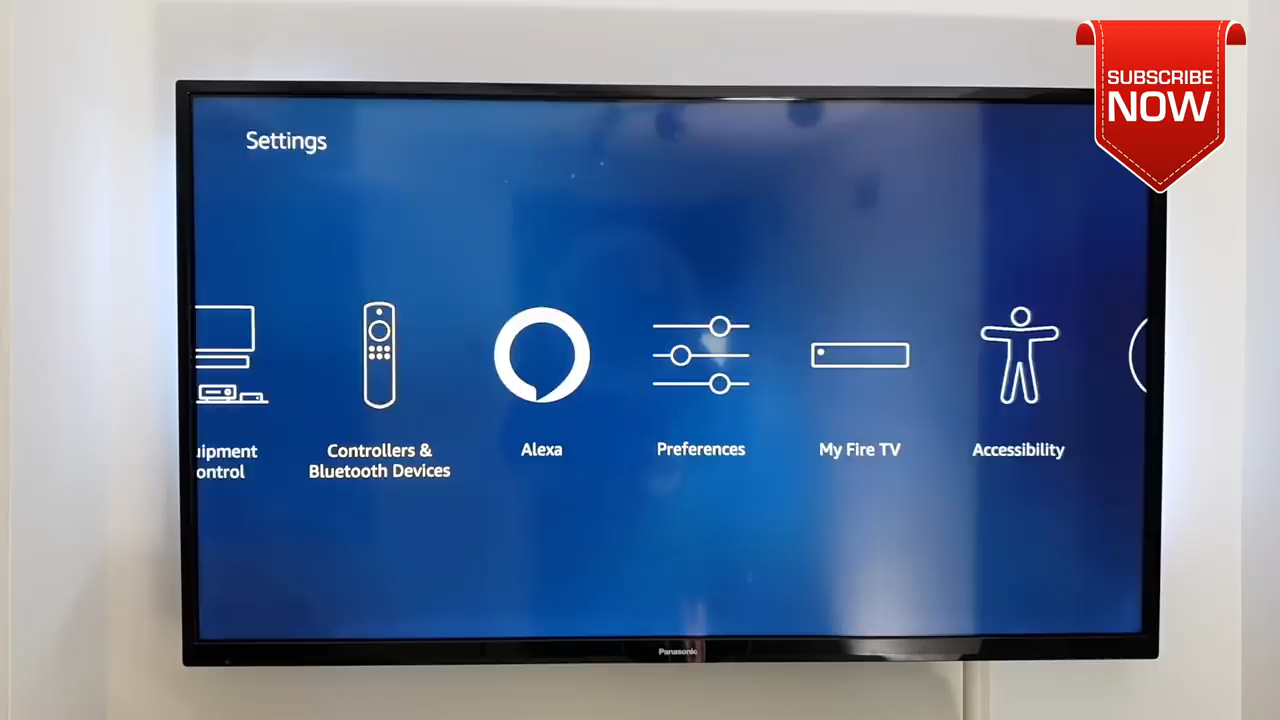 SUBSCRIBE
NOW
Settings
uipment
ontrol
Controllers &
Bluetooth Devices
Alexa
Preferences
My Fire TV
Accessibility
Panasonic